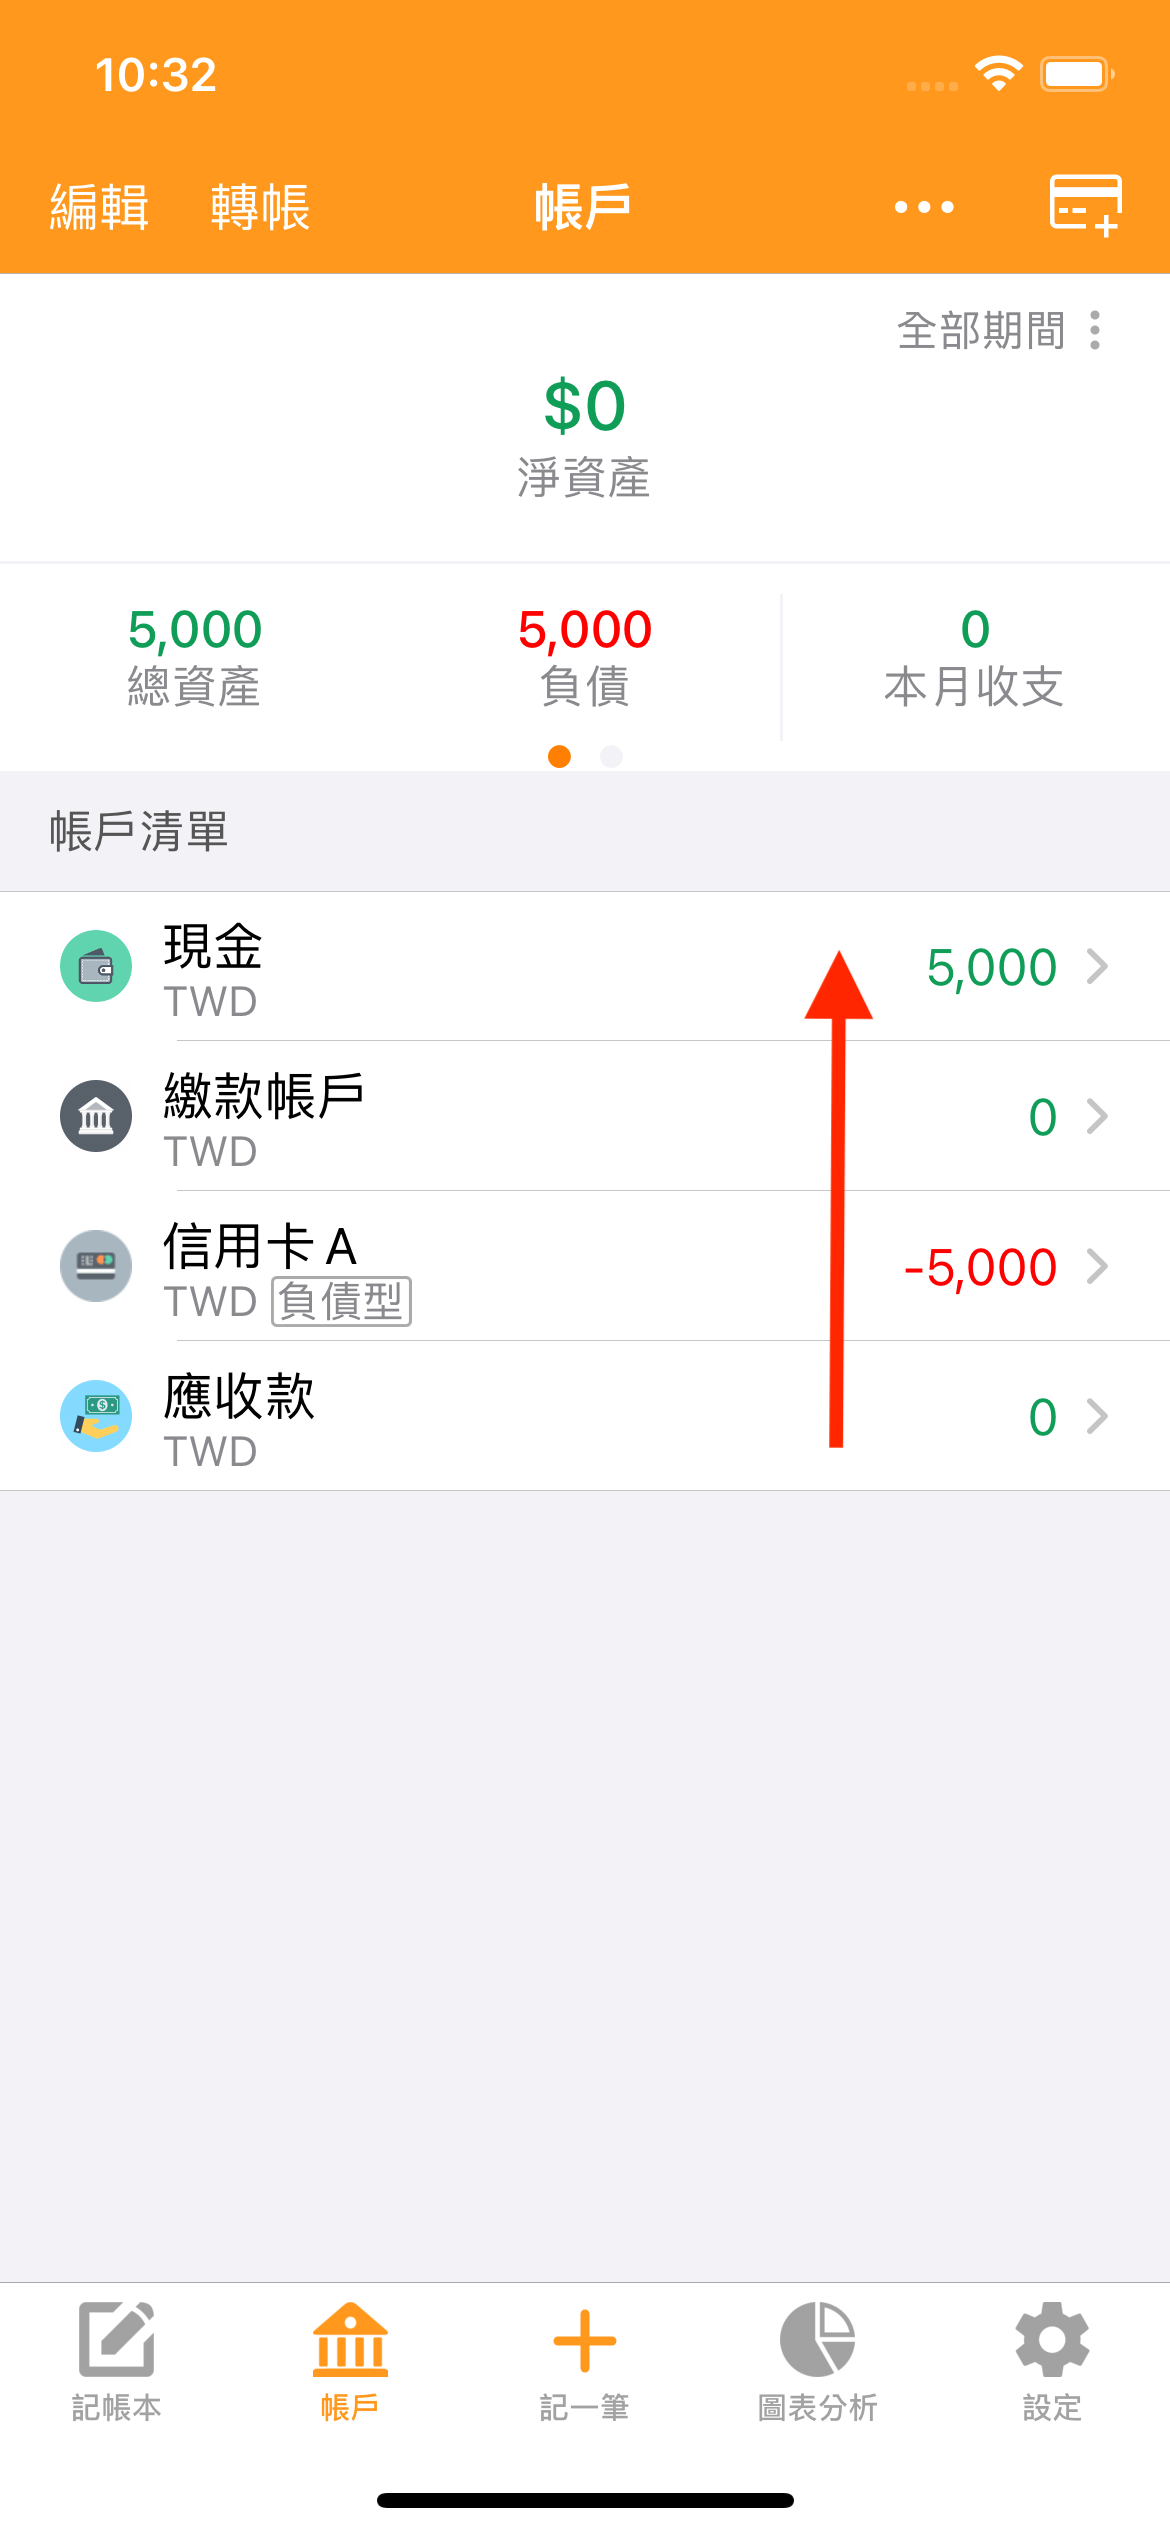 10:32
編輯 轉帳 帳戶
全部期間
$0
淨資產
5,000 5,000 0
總資產 負債 本月收支
帳戶清單
現金
TWD
5,000
繳款帳戶
TWD
0
信用卡 A
TWD 負債型
-5,000
應收款
TWD
0
記帳本 帳戶 記一筆 圖表分析 設定